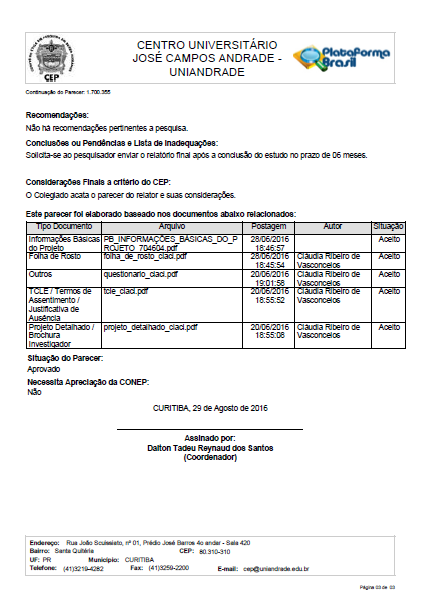 CENTRO UNIVERSITÁRIO
JOSÉ CAMPOS ANDRADE -
UNIANDRADE
CEP
Plataforma
Brasil
Continuação do Parecer: 1.700.355
Recomendações:
Não há recomendações pertinentes a pesquisa.
Conclusões ou Pendências e Lista de Inadequações:
Solicita-se ao pesquisador enviar o relatório final após a conclusão do estudo no prazo de 06 meses.
Considerações Finais a critério do CEP:
O Colegiado acata o parecer do relator e suas considerações.
Este parecer foi elaborado baseado nos documentos abaixo relacionados:
Tipo Documento Arquivo Postagem Autor Situação
Informações Básicas PB_INFORMAÇÕES_BÁSICAS_DO_P 28/06/2016 Aceito
do Projeto ROJETO_704604.pdf 18:46:57
Folha de Rosto folha_de_rosto_claci.pdf 28/06/2016 Cláudia Ribeiro de Aceito
18:45:54 Vasconcelos
Outros questionario_claci.pdf 20/06/2016 Cláudia Ribeiro de Aceito
19:01:58 Vasconcelos
TCLE / Termos de tcle_claci.pdf 20/06/2016 Cláudia Ribeiro de Aceito
Assentimento / 18:55:52 Vasconcelos
Justificativa de
Ausência
Projeto Detalhado / projeto_detalhado_claci.pdf 20/06/2016 Cláudia Ribeiro de Aceito
Brochura 18:55:08 Vasconcelos
Investigador
Situação do Parecer:
Aprovado
Necessita Apreciação da CONEP:
Não
CURITIBA, 29 de Agosto de 2016
Assinado por:
Dalton Tadeu Reynaud dos Santos
(Coordenador)
Endereço: Rua João Scuissiato, nº 01, Prédio José Barros 4o andar - Sala 420
Bairro: Santa Quitéria CEP: 80.310-310
UF: PR Município: CURITIBA
Telefone: (41)3219-4282 Fax: (41)3259-2200 E-mail: cep@uniandrade.edu.br
Página 03 de 03